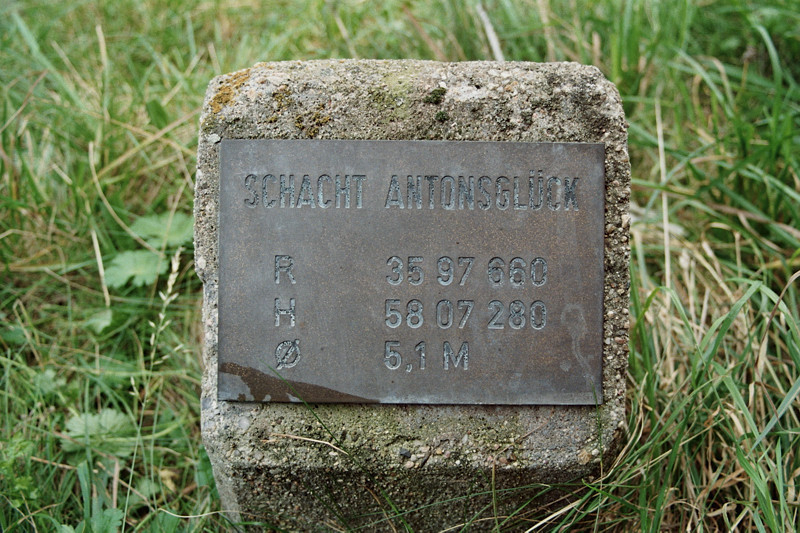 SCHACHT ANTONSGLÜCK
R 35 97 660
H 58 07 280
Ø 5,1 M